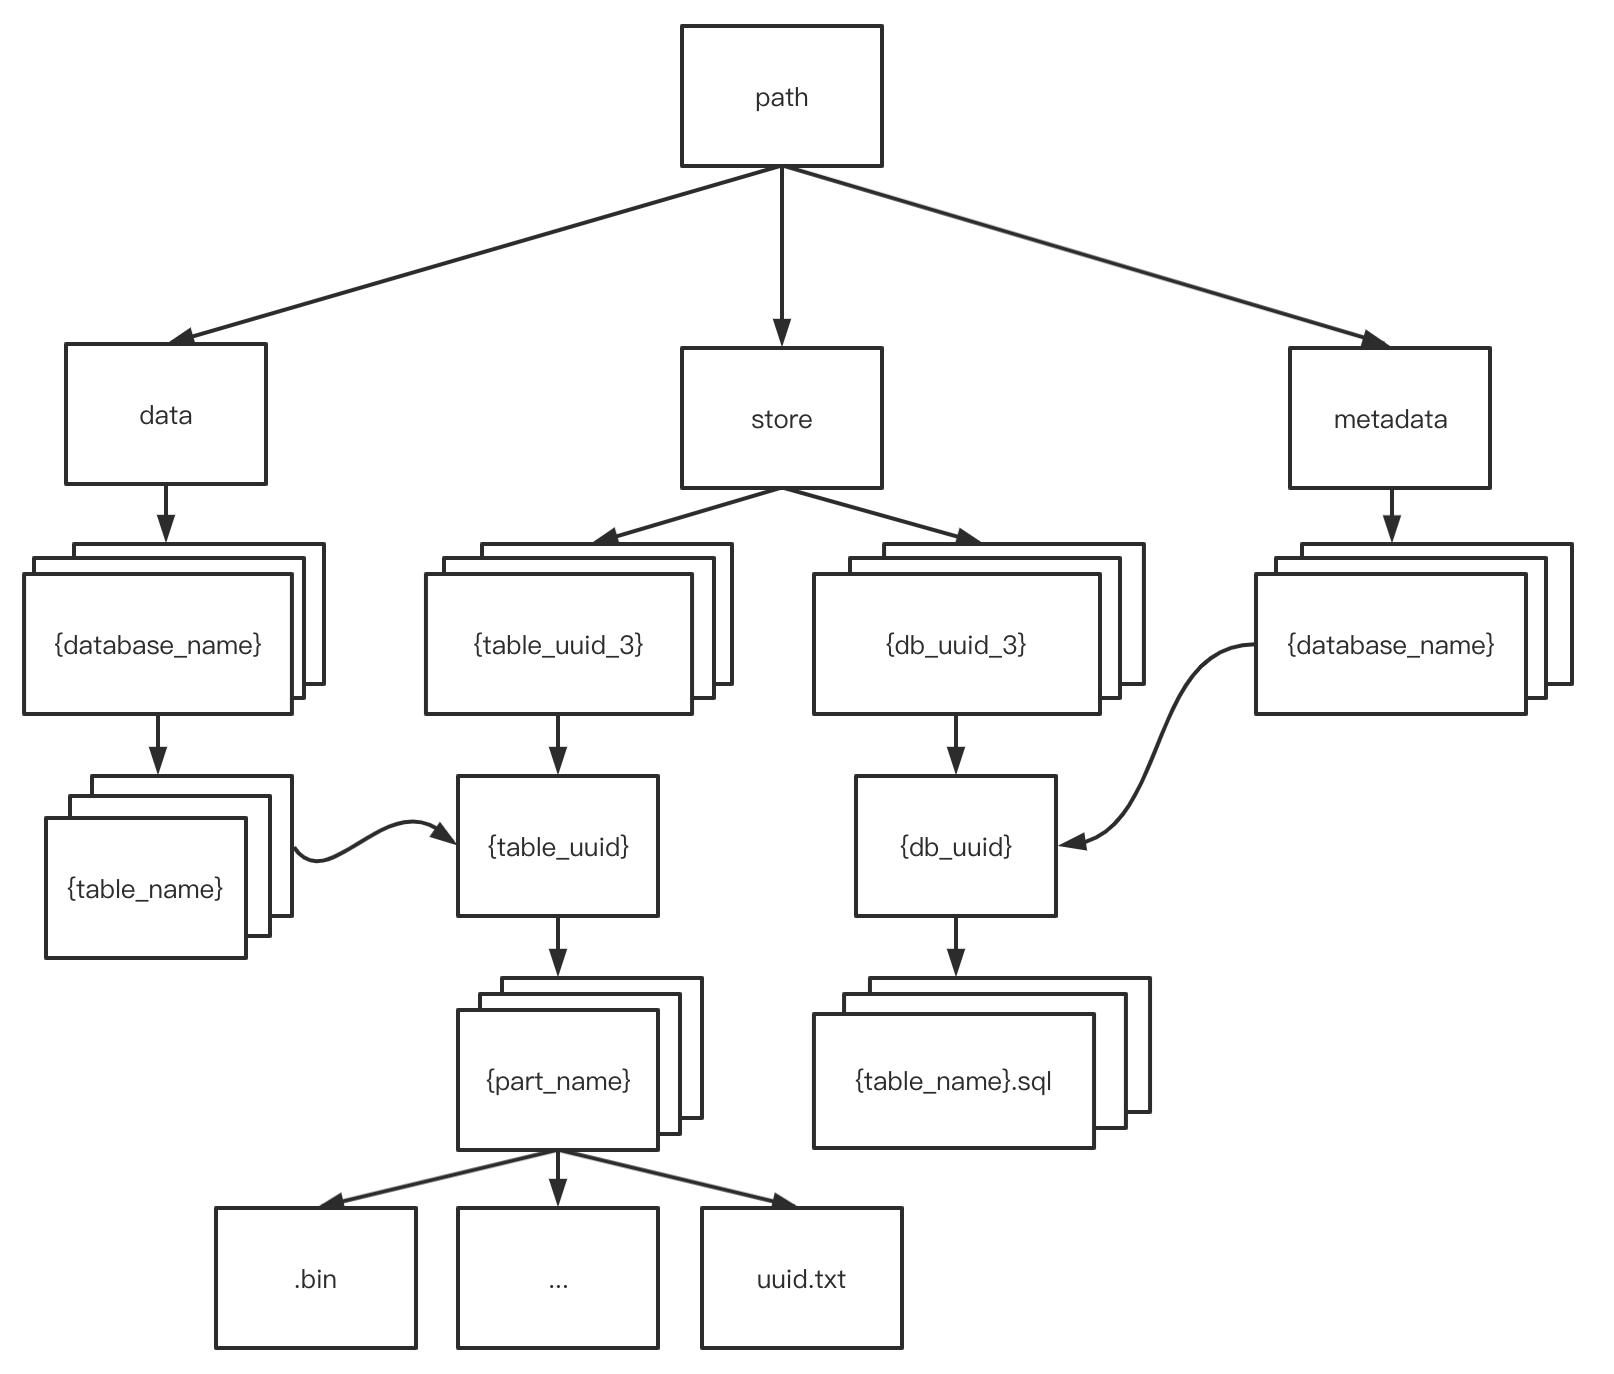 path
data
store
metadata
{database_name}
{table_uuid_3}
{db_uuid_3}
{database_name}
{table_name}
{table_uuid}
{db_uuid}
{part_name}
{table_name}.sql
.bin
...
uuid.txt